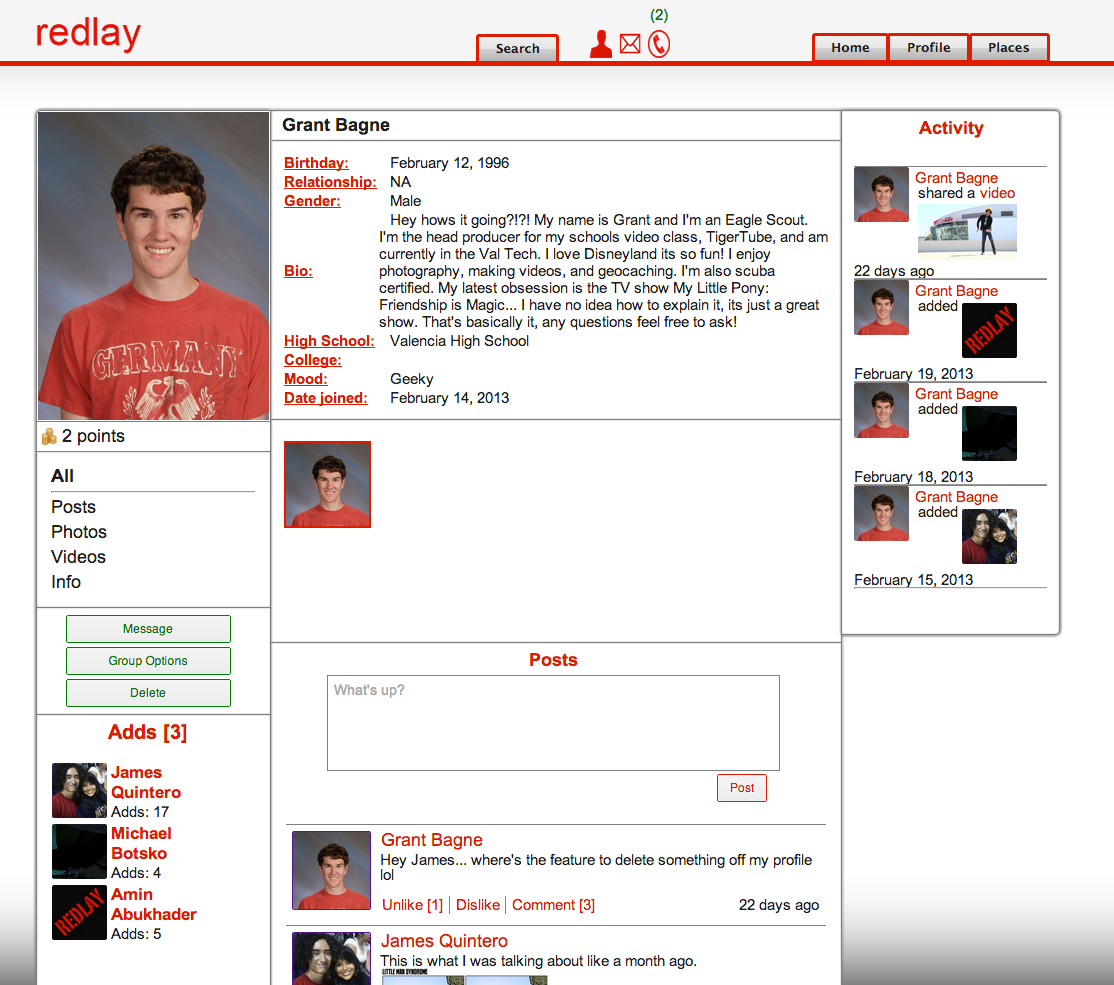 redlay
(2)
Search
Home
Profile
Places
GERMANY
2 points
All
Posts
Photos
Videos
Info
Message
Group Options
Delete
Adds [3]
James
Quintero
Adds: 17
Michael
Botsko
Adds: 4
REDLAY
Amin
Abukhader
Adds: 5
Grant Bagne
Birthday: February 12, 1996
Relationship: NA
Gender: Male
Bio:
Hey hows it going?!?! My name is Grant and I'm an Eagle Scout.
I'm the head producer for my schools video class, TigerTube, and am
currently in the Val Tech. I love Disneyland its so fun! I enjoy
photography, making videos, and geocaching. I'm also scuba
certified. My latest obsession is the TV show My Little Pony:
Friendship is Magic... I have no idea how to explain it, its just a great
show. That's basically it, any questions feel free to ask!
High School: Valencia High School
College:
Mood: Geeky
Date joined: February 14, 2013
Posts
What's up?
Post
Grant Bagne
Hey James... where's the feature to delete something off my profile
lol
Unlike [1] | Dislike | Comment [3] 22 days ago
James Quintero
This is what I was talking about like a month ago.
LITTLE MAN SYNDROME
Activity
Grant Bagne
shared a video
22 days ago
Grant Bagne
added
REDLAY
February 19, 2013
Grant Bagne
added
February 18, 2013
Grant Bagne
added
February 15, 2013